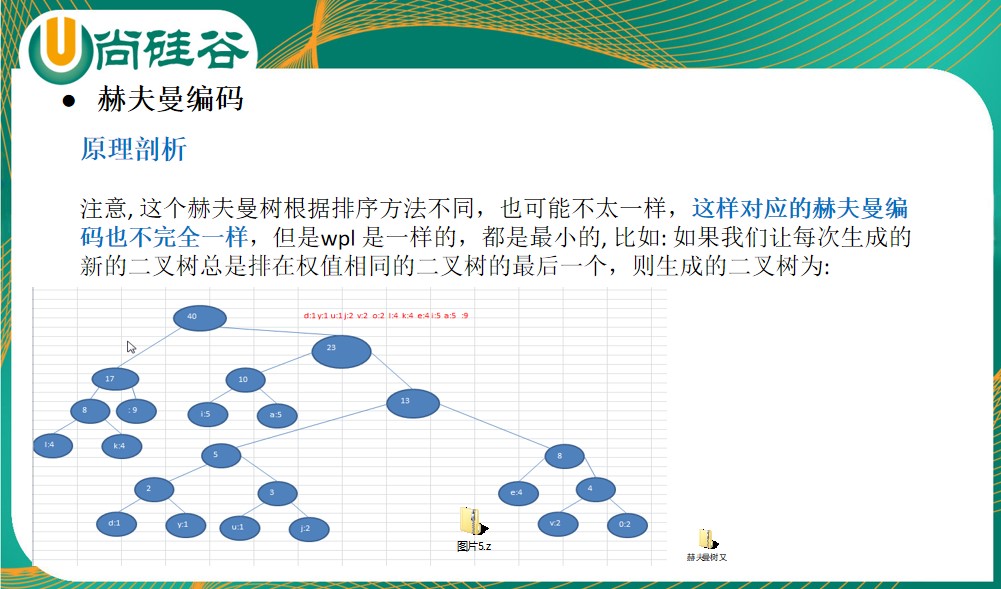 U尚硅谷
● 赫夫曼编码
原理剖析
注意, 这个赫夫曼树根据排序方法不同，也可能不太一样，这样对应的赫夫曼编
码也不完全一样，但是wpl 是一样的，都是最小的, 比如: 如果我们让每次生成的
新的二叉树总是排在权值相同的二叉树的最后一个，则生成的二叉树为:
40
d:1 y:1 u:1 j:2 v:2 o:2 l:4 k:4 e:4 i:5 a:5 :9
23
17
10
8
: 9
i:5
a:5
13
l:4
k:4
5
8
2
3
e:4
4
d:1
y:1
u:1
j:2
v:2
0:2
图片5.z
赫夫曼树又